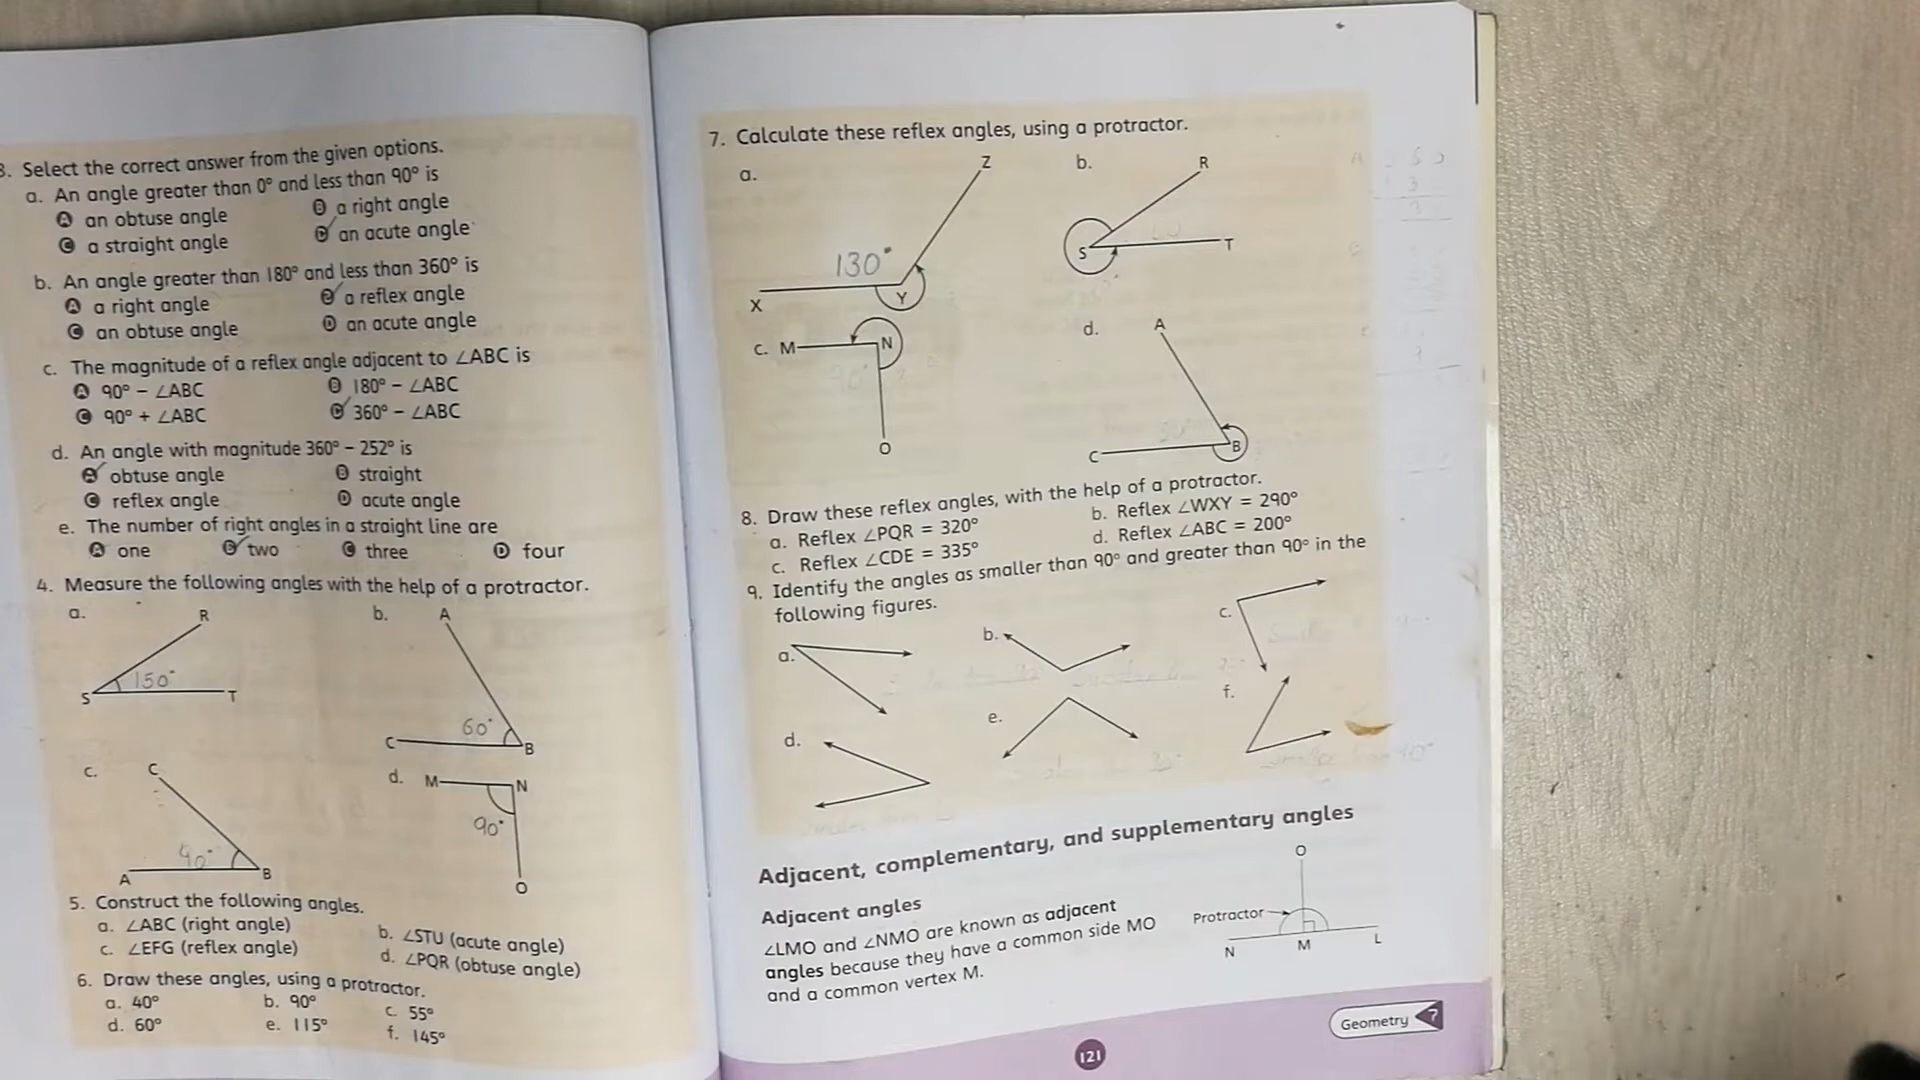 3. Select the correct answer from the given options.
a. An angle greater than 0° and less than 90° is
A an obtuse angle B a right angle
C a straight angle D an acute angle
b. An angle greater than 180° and less than 360° is
A a right angle B a reflex angle
C an obtuse angle D an acute angle
c. The magnitude of a reflex angle adjacent to ∠ABC is
A 90° – ∠ABC B 180° – ∠ABC
C 90° + ∠ABC D 360° – ∠ABC
d. An angle with magnitude 360° – 252° is
A obtuse angle B straight
C reflex angle D acute angle
e. The number of right angles in a straight line are
A one B two C three D four
4. Measure the following angles with the help of a protractor.
a. R
S 150° T
b. A
60°
C B
c. C
40°
A B
d. M N
90°
O
5. Construct the following angles.
a. ∠ABC (right angle) b. ∠STU (acute angle)
c. ∠EFG (reflex angle) d. ∠PQR (obtuse angle)
6. Draw these angles, using a protractor.
a. 40° b. 90° c. 55°
d. 60° e. 115° f. 145°
7. Calculate these reflex angles, using a protractor.
a. Z
130°
X Y
b. R
S T
c. M N
90°
O
d. A
C B
8. Draw these reflex angles, with the help of a protractor.
a. Reflex ∠PQR = 320° b. Reflex ∠WXY = 290°
c. Reflex ∠CDE = 335° d. Reflex ∠ABC = 200°
9. Identify the angles as smaller than 90° and greater than 90° in the
following figures.
a. b. c.
d. e. f.
Adjacent, complementary, and supplementary angles
Adjacent angles
∠LMO and ∠NMO are known as adjacent
angles because they have a common side MO
and a common vertex M.
O
Protractor
N M L
Geometry 7
121